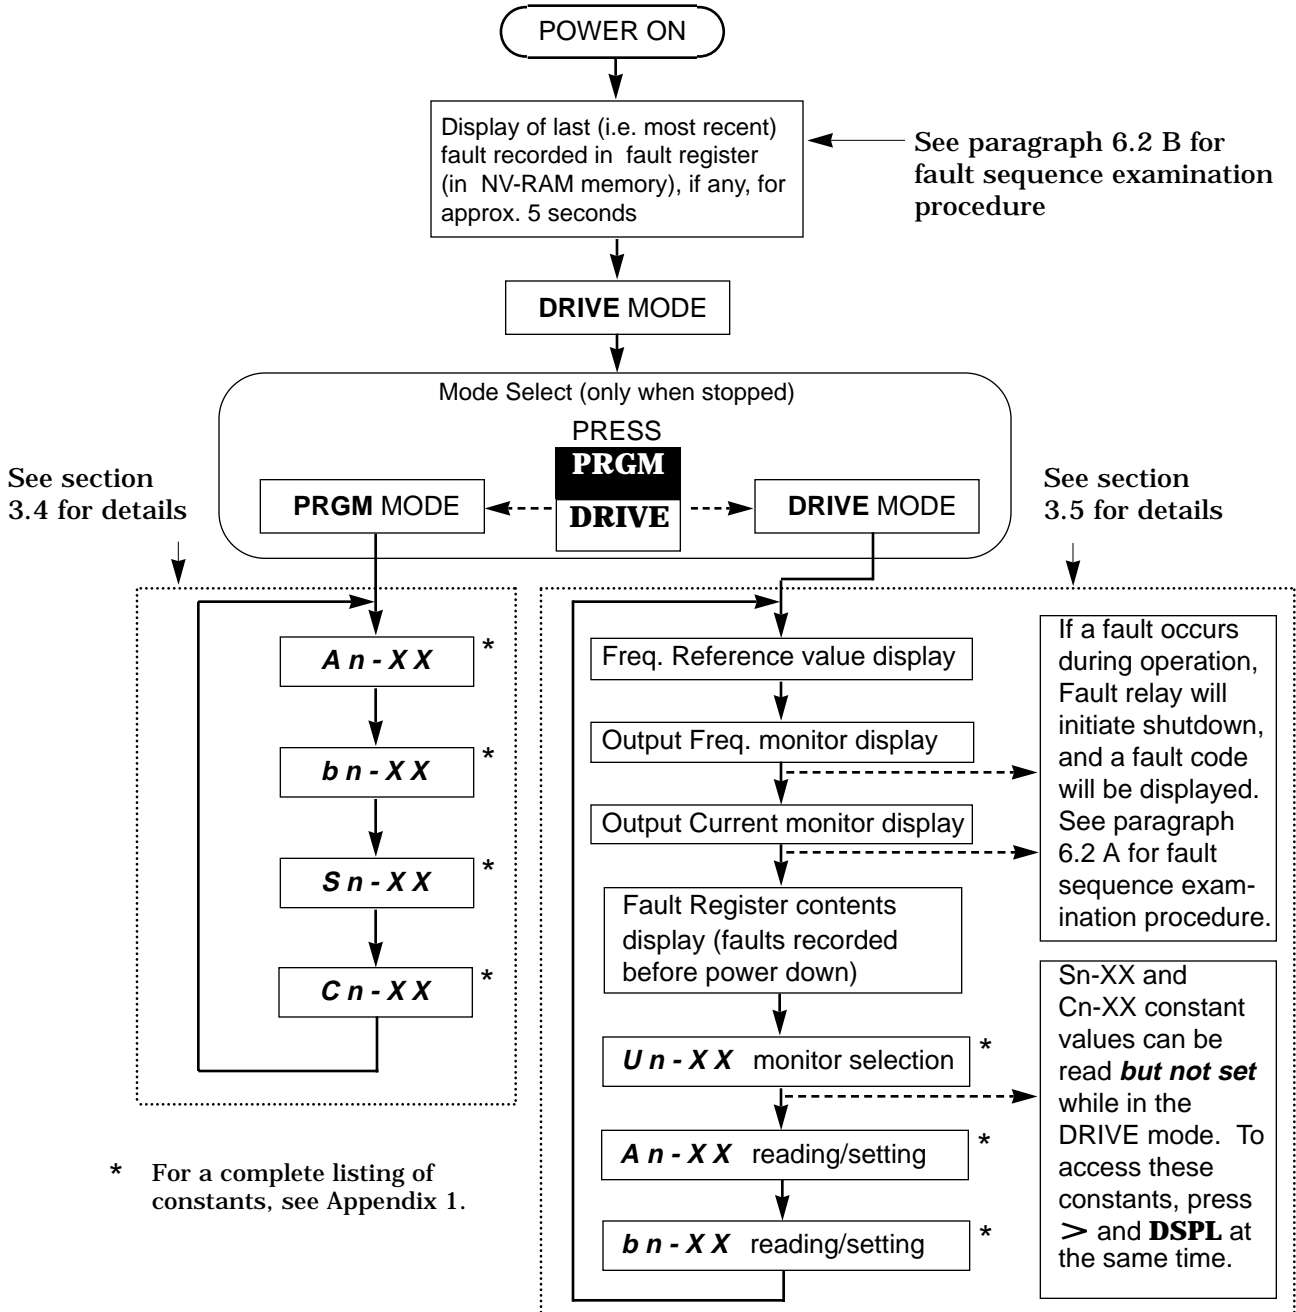 POWER ON
Display of last (i.e. most recent)
fault recorded in fault register
(in NV-RAM memory), if any, for
approx. 5 seconds
See paragraph 6.2 B for
fault sequence examination
procedure
DRIVE MODE
Mode Select (only when stopped)
PRESS
PRGM
DRIVE
PRGM MODE
DRIVE MODE
See section
3.4 for details
See section
3.5 for details
An-XX *
bn-XX *
Sn-XX *
Cn-XX *
* For a complete listing of
constants, see Appendix 1.
Freq. Reference value display
Output Freq. monitor display
Output Current monitor display
Fault Register contents
display (faults recorded
before power down)
Un-XX monitor selection *
An-XX reading/setting *
bn-XX reading/setting *
If a fault occurs
during operation,
Fault relay will
initiate shutdown,
and a fault code
will be displayed.
See paragraph
6.2 A for fault
sequence exam-
ination procedure.
Sn-XX and
Cn-XX constant
values can be
read but not set
while in the
DRIVE mode. To
access these
constants, press
> and DSPL at
the same time.